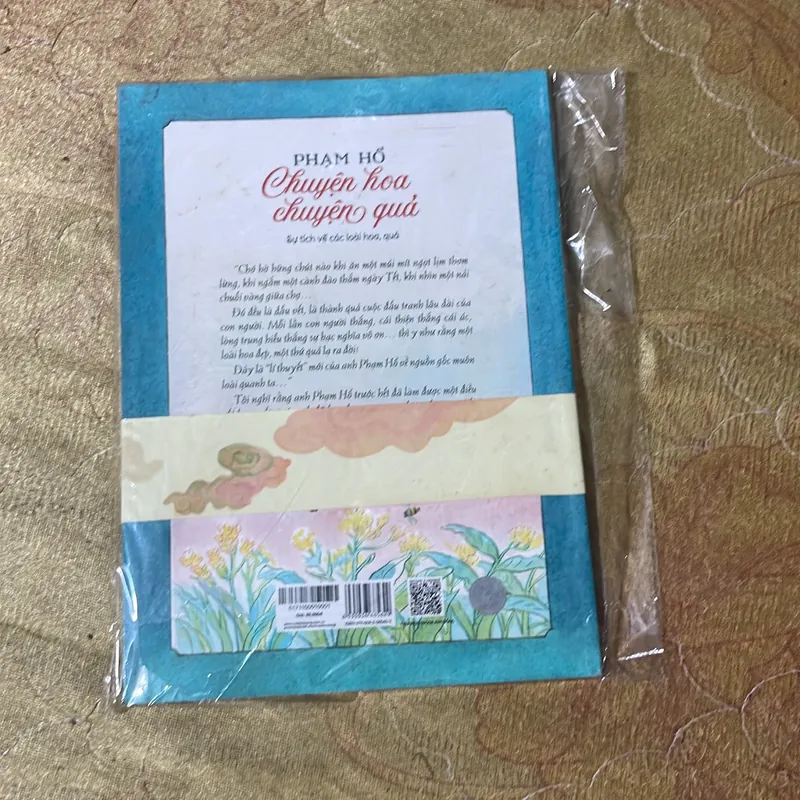 PHẠM HỔ
Chuyện hoa
chuyện quả
Sự tích về các loài hoa, quả
"Chớ hờ hững chút nào khi ăn một múi mít ngọt lịm thơm
lừng, khi ngắm một cành đào thắm ngày Tết, khi nhìn một nải
chuối vàng giữa chợ...
Đó đều là dấu vết, là thành quả cuộc đấu tranh lâu dài của
con người. Mỗi lần con người thắng, cái thiện thắng cái ác,
lòng trung hiếu thắng sự bạc nghĩa vô ơn... thì y như rằng một
loài hoa đẹp, một thứ quả lạ ra đời!
Đây là "lí thuyết" mới của anh Phạm Hổ về nguồn gốc muôn
loài quanh ta..."
Tôi nghĩ rằng anh Phạm Hổ trước hết đã làm được một điều